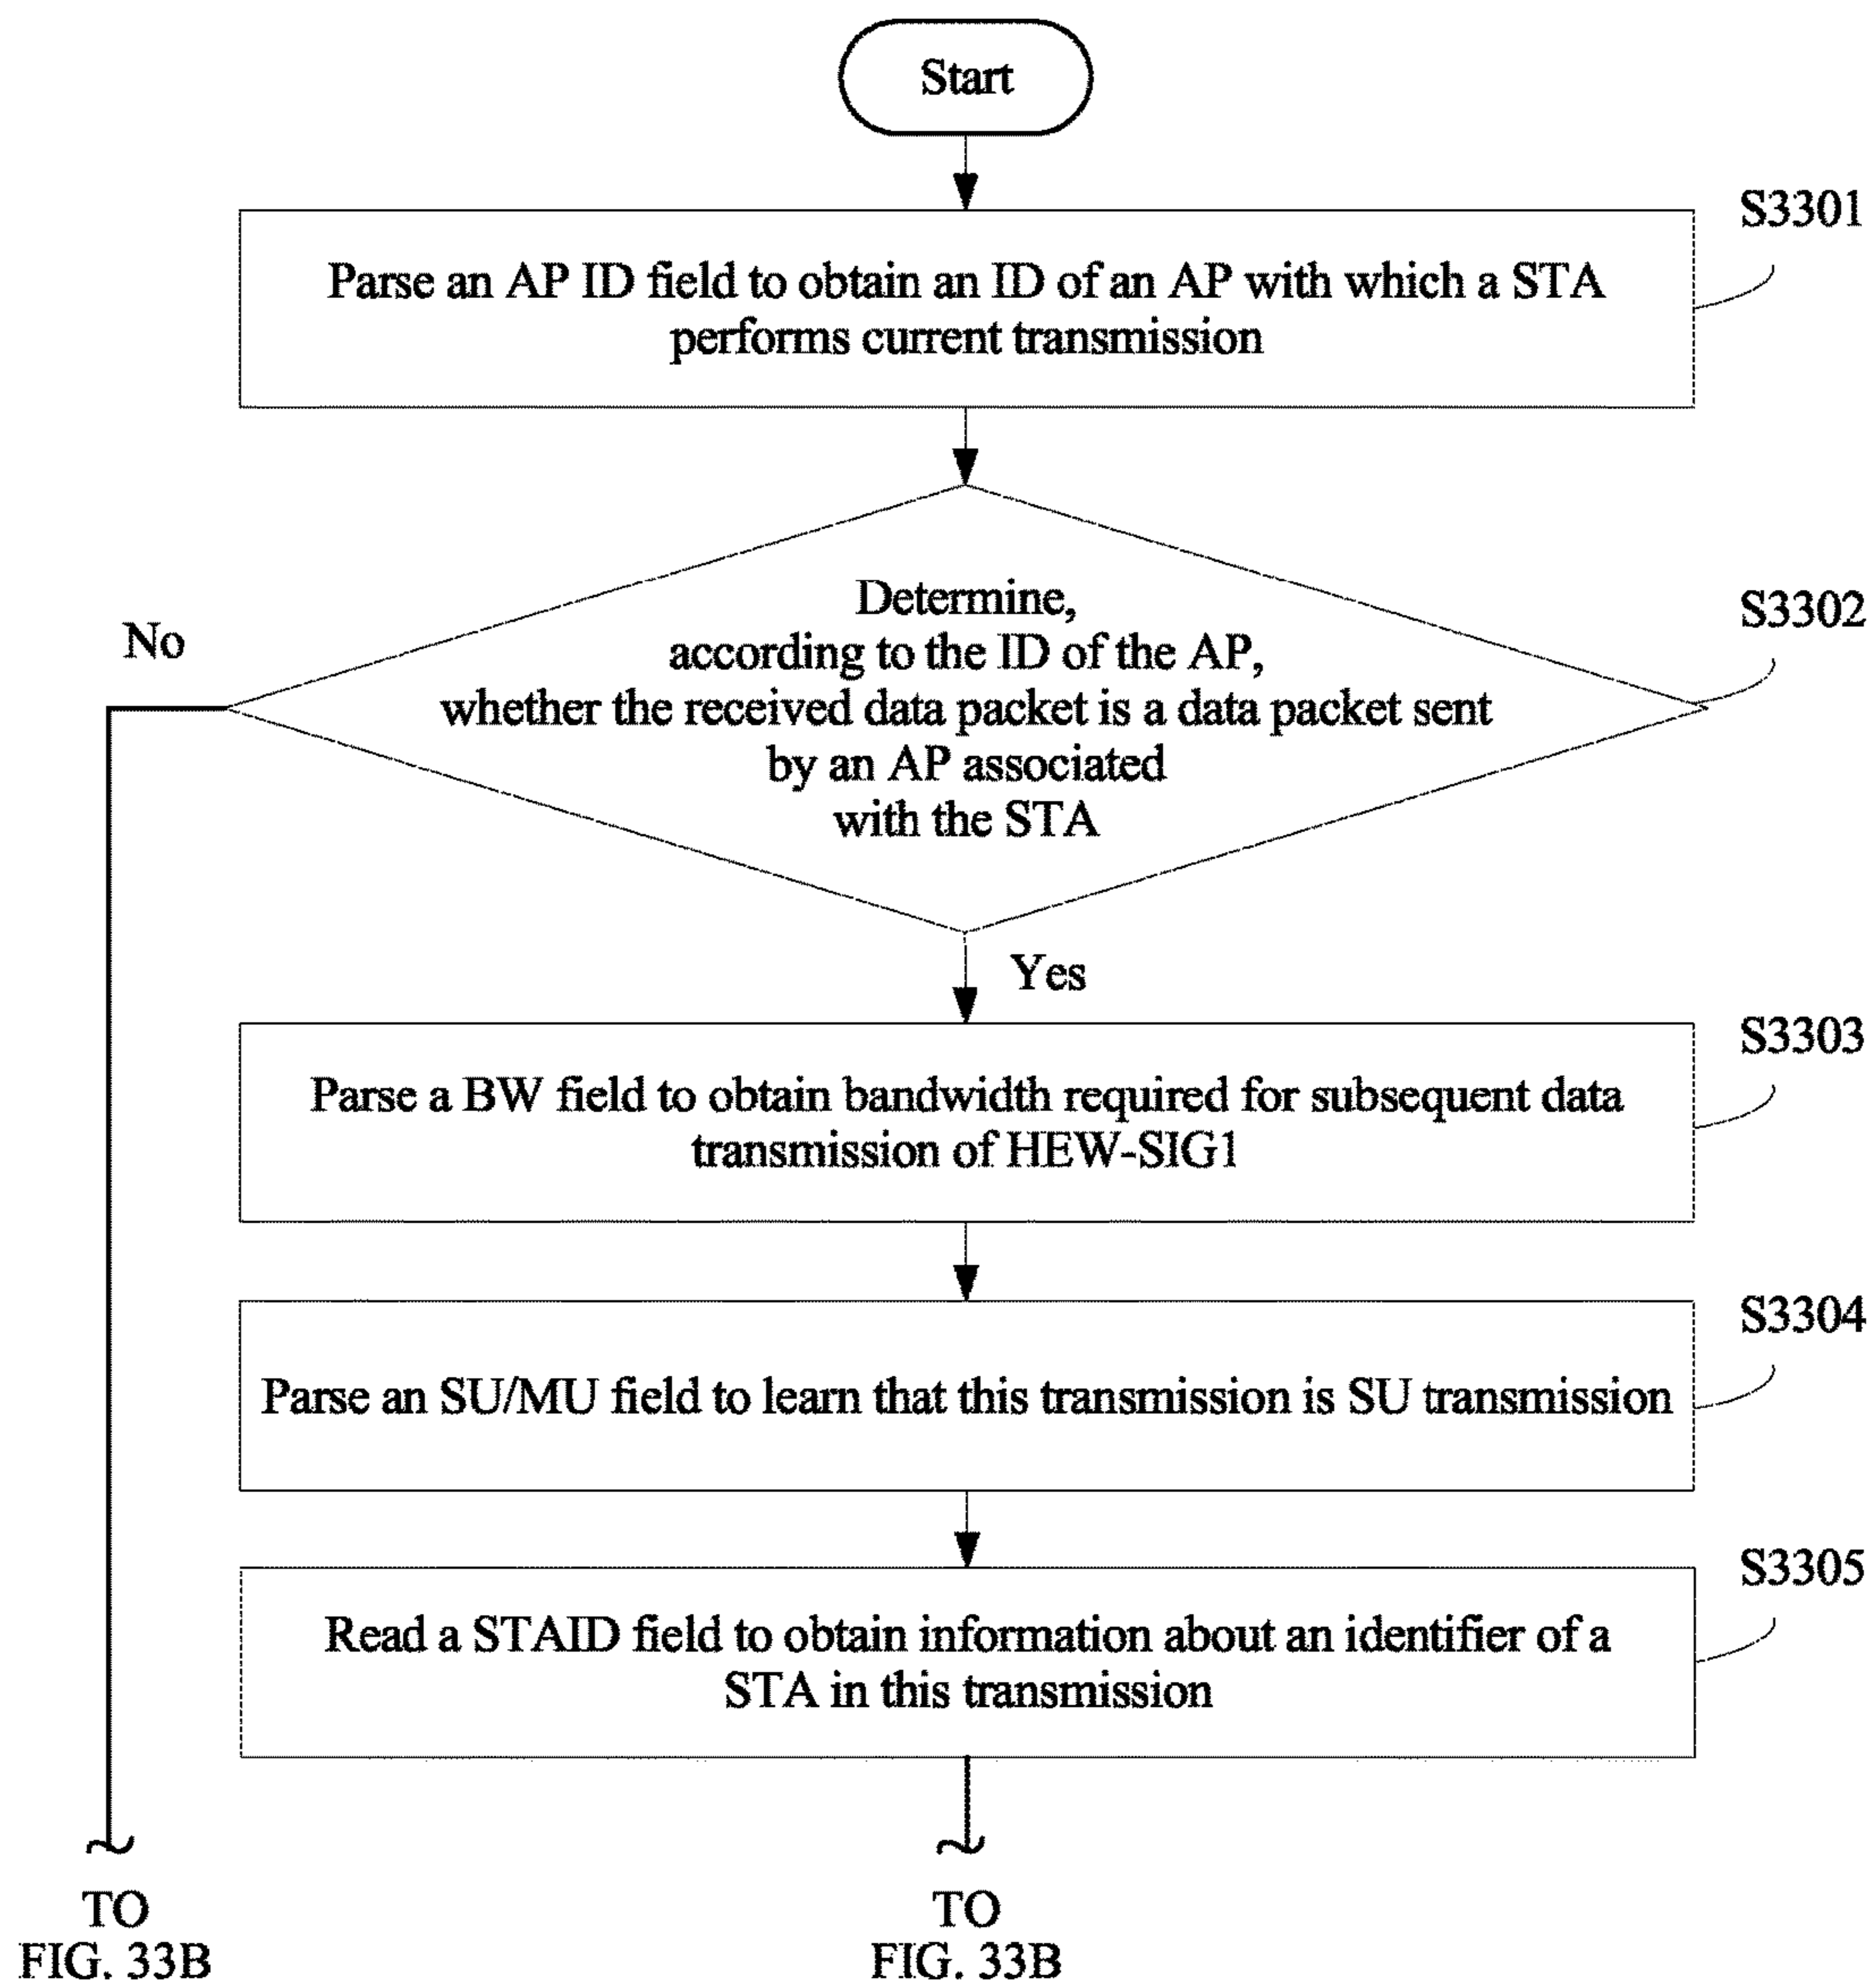 Start
S3301
Parse an AP ID field to obtain an ID of an AP with which a STA
performs current transmission
Determine,
according to the ID of the AP,
whether the received data packet is a data packet sent
by an AP associated
with the STA
S3302
No
Yes
S3303
Parse a BW field to obtain bandwidth required for subsequent data
transmission of HEW-SIG1
S3304
Parse an SU/MU field to learn that this transmission is SU transmission
S3305
Read a STAID field to obtain information about an identifier of a
STA in this transmission
TO
FIG. 33B
TO
FIG. 33B